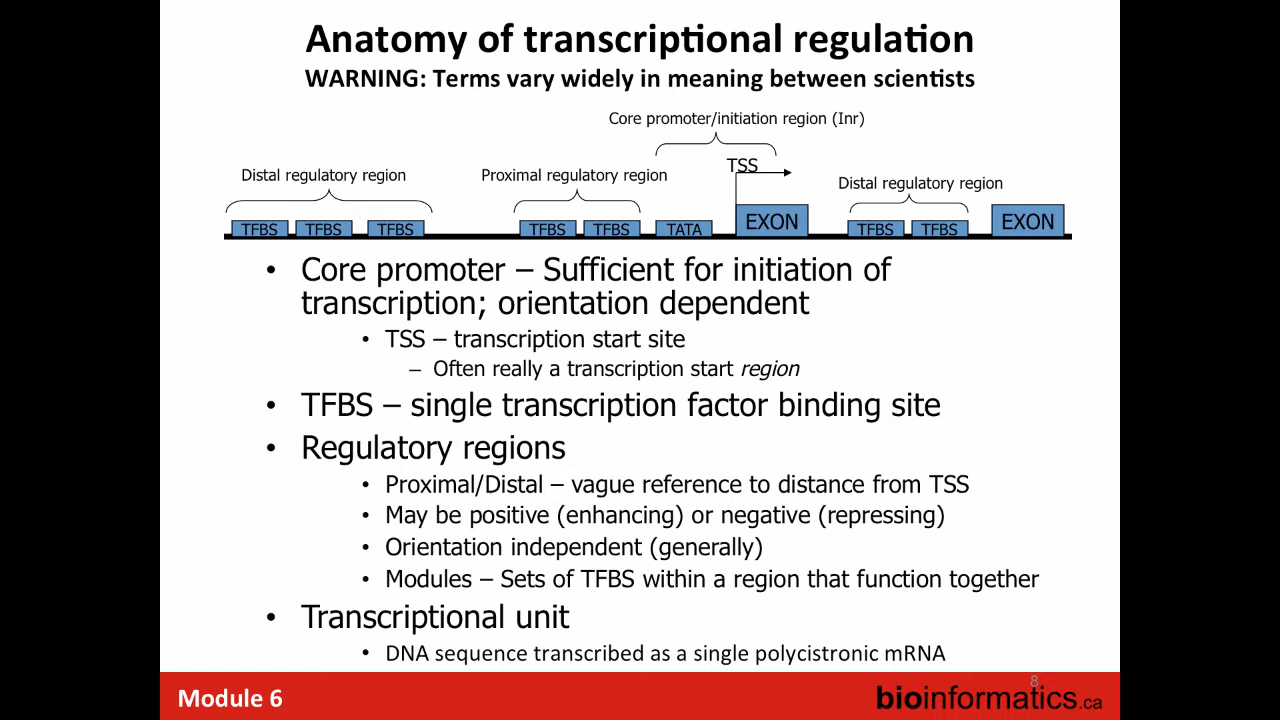 Anatomy of transcriptional regulation
WARNING: Terms vary widely in meaning between scientists
Core promoter/initiation region (Inr)
TSS
Distal regulatory region
Proximal regulatory region
Distal regulatory region
TFBS TFBS TFBS TFBS TFBS TATA EXON TFBS TFBS EXON
• Core promoter – Sufficient for initiation of
transcription; orientation dependent
• TSS – transcription start site
– Often really a transcription start region
• TFBS – single transcription factor binding site
• Regulatory regions
• Proximal/Distal – vague reference to distance from TSS
• May be positive (enhancing) or negative (repressing)
• Orientation independent (generally)
• Modules – Sets of TFBS within a region that function together
• Transcriptional unit
• DNA sequence transcribed as a single polycistronic mRNA
8
Module 6
bioinformatics.ca